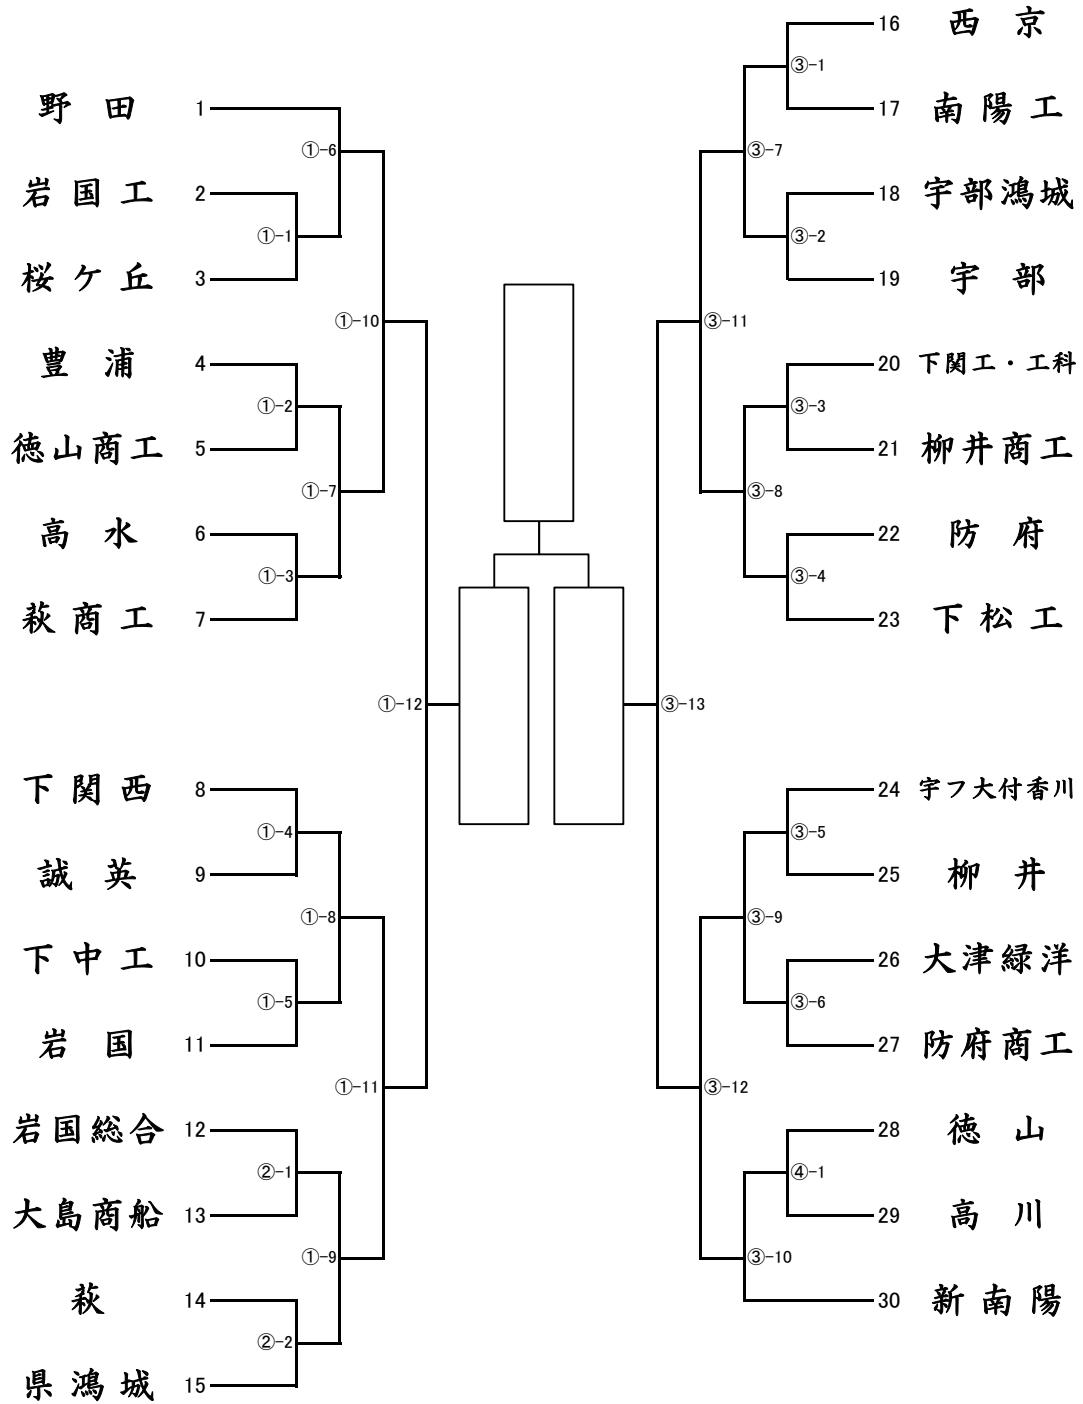 野田 1
①-6
岩国工 2
①-1
桜ケ丘 3
①-10
豊浦 4
①-2
徳山商工 5
①-7
高水 6
①-3
萩商工 7
①-12
下関西 8
①-4
誠英 9
①-8
下中工 10
①-5
岩国 11
①-11
岩国総合 12
②-1
大島商船 13
①-9
萩 14
②-2
県鴻城 15
16 西京
③-1
17 南陽工
③-7
18 宇部鴻城
③-2
19 宇部
③-11
20 下関工・工科
③-3
21 柳井商工
③-8
22 防府
③-4
23 下松工
③-13
24 宇フ大付香川
③-5
25 柳井
③-9
26 大津緑洋
③-6
27 防府商工
③-12
28 徳山
④-1
29 高川
③-10
30 新南陽